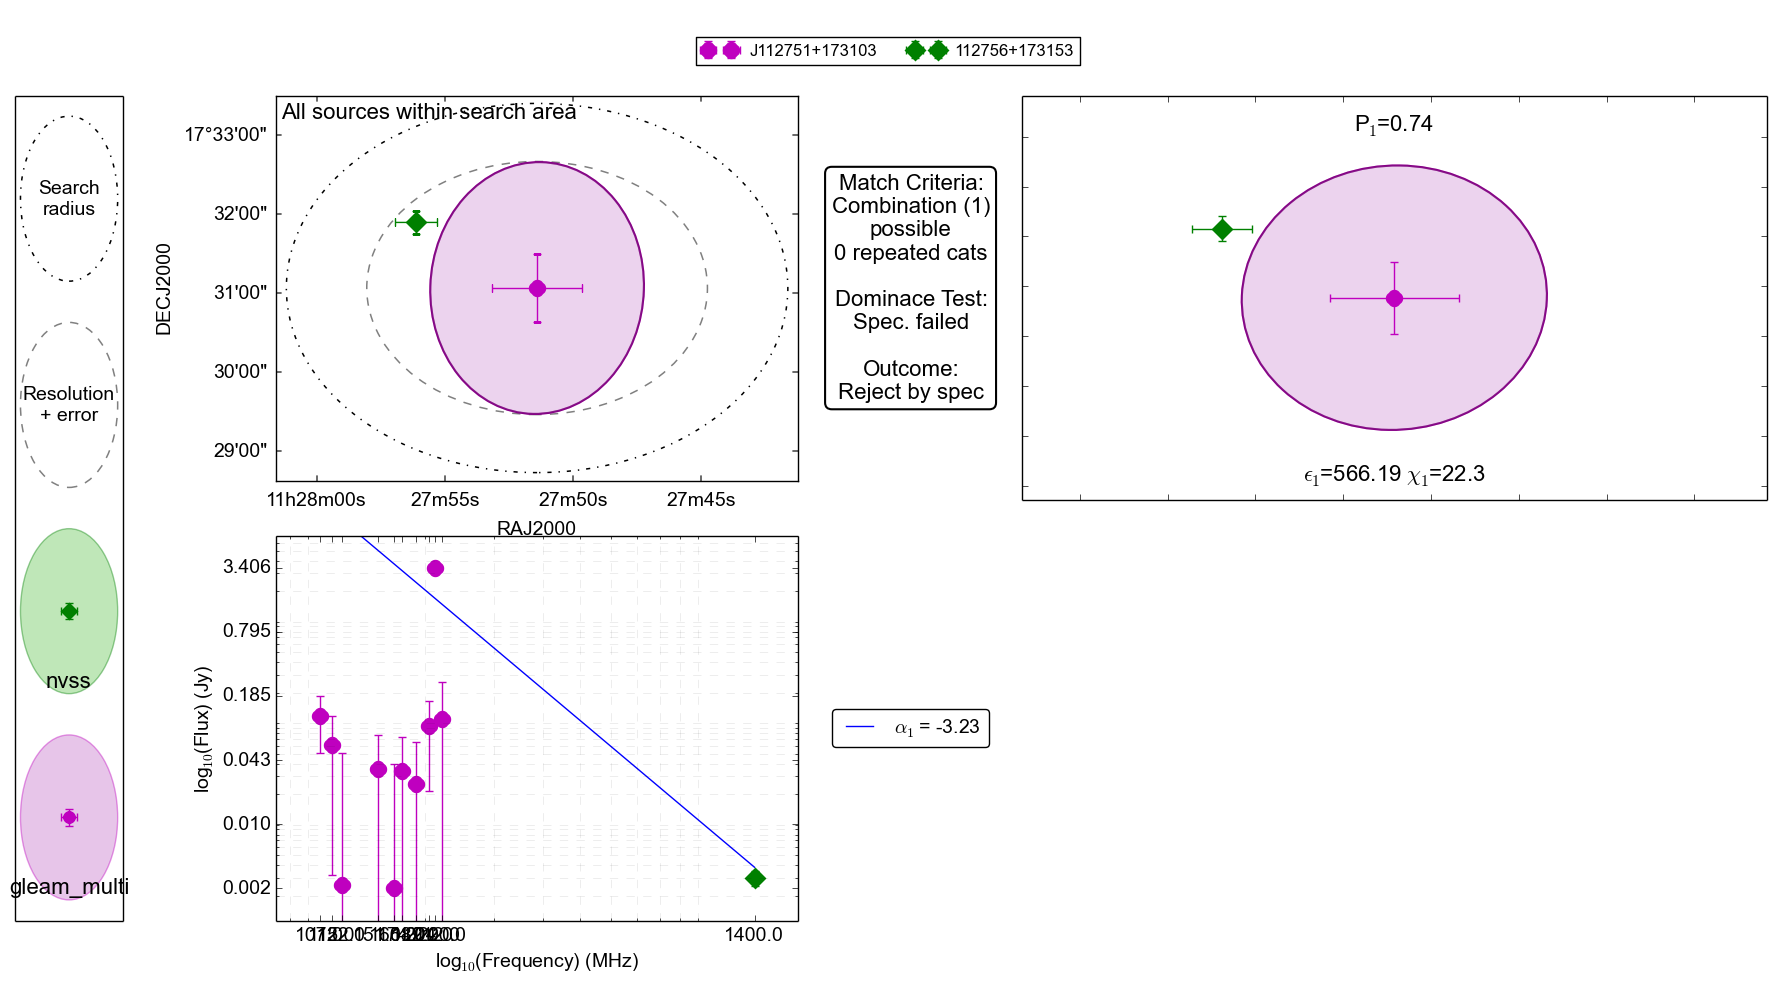 J112751+173103
112756+173153
Search
radius
Resolution
+ error
nvss
gleam_multi
All sources within search area
17°33'00"
32'00"
31'00"
30'00"
29'00"
DECJ2000
11h28m00s
27m55s
27m50s
27m45s
RAJ2000
Match Criteria:
Combination (1)
possible
0 repeated cats
Dominace Test:
Spec. failed
Outcome:
Reject by spec
P₁=0.74
ϵ₁=566.19 χ₁=22.3
3.406
0.795
0.185
0.043
0.010
0.002
log₁₀(Flux) (Jy)
1400.0
log₁₀(Frequency) (MHz)
α₁ = -3.23